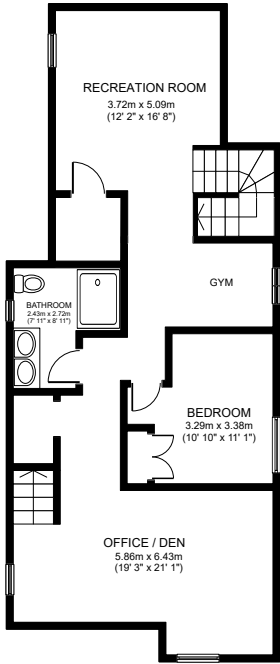 RECREATION ROOM
3.72m x 5.09m
(12' 2" x 16' 8")
GYM
BATHROOM
2.43m x 2.72m
(7' 11" x 8' 11")
BEDROOM
3.29m x 3.38m
(10' 10" x 11' 1")
OFFICE / DEN
5.86m x 6.43m
(19' 3" x 21' 1")